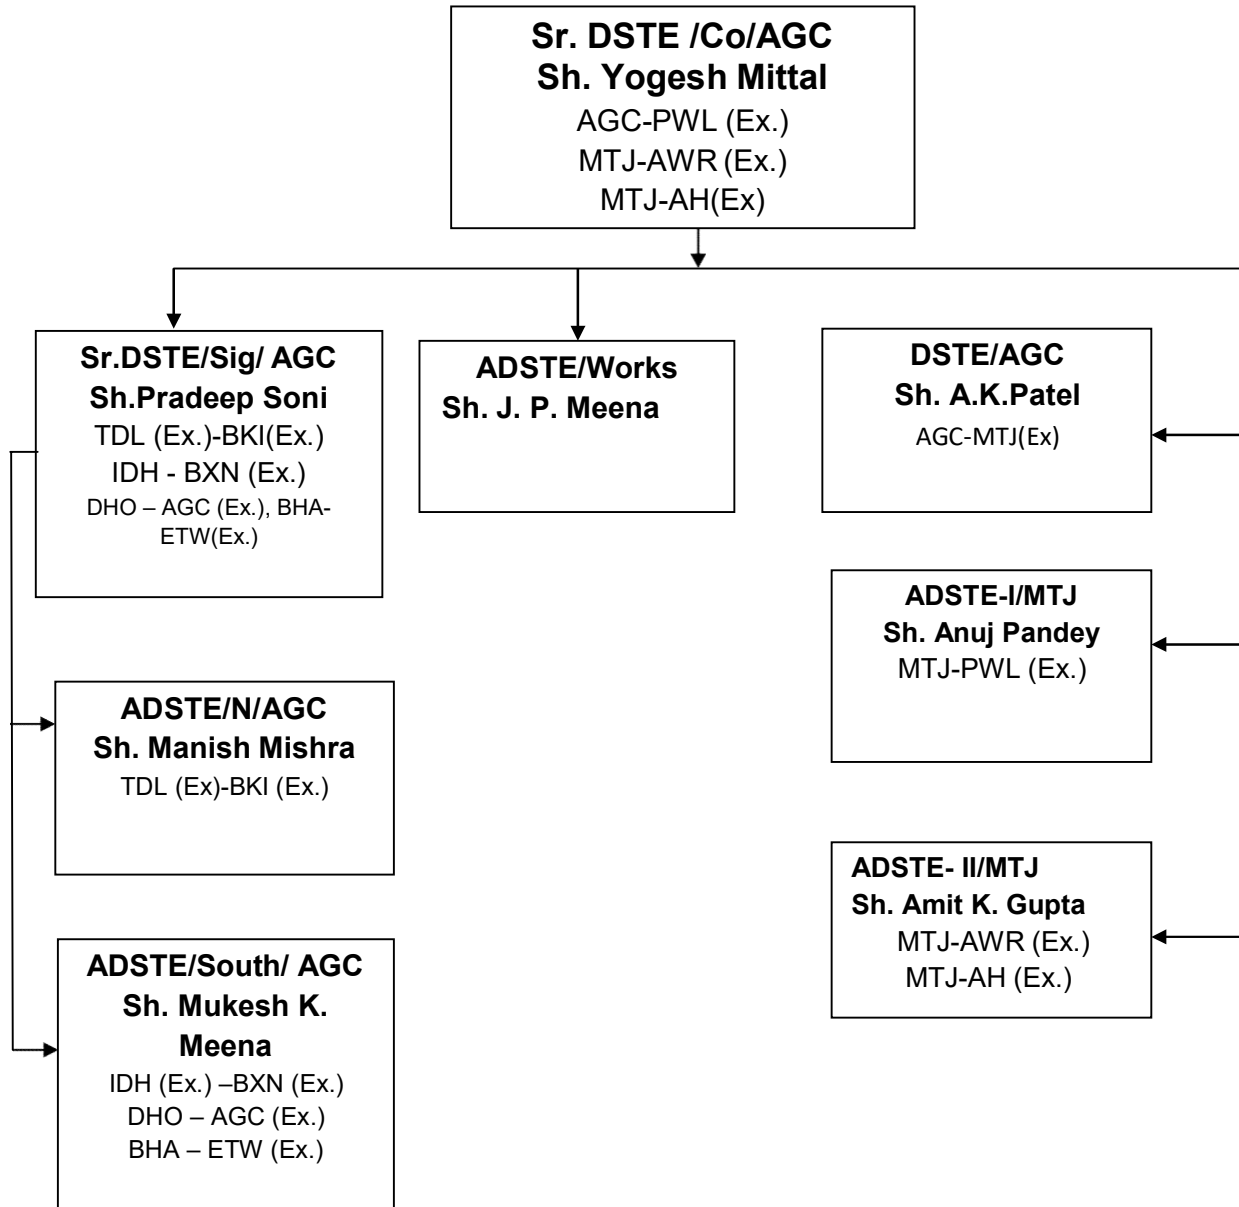 Sr. DSTE /Co/AGC
Sh. Yogesh Mittal
AGC-PWL (Ex.)
MTJ-AWR (Ex.)
MTJ-AH(Ex)
Sr.DSTE/Sig/ AGC
Sh.Pradeep Soni
TDL (Ex.)-BKI(Ex.)
IDH - BXN (Ex.)
DHO – AGC (Ex.), BHA-
ETW(Ex.)
ADSTE/Works
Sh. J. P. Meena
DSTE/AGC
Sh. A.K.Patel
AGC-MTJ(Ex)
ADSTE-I/MTJ
Sh. Anuj Pandey
MTJ-PWL (Ex.)
ADSTE/N/AGC
Sh. Manish Mishra
TDL (Ex)-BKI (Ex.)
ADSTE- II/MTJ
Sh. Amit K. Gupta
MTJ-AWR (Ex.)
MTJ-AH (Ex.)
ADSTE/South/ AGC
Sh. Mukesh K.
Meena
IDH (Ex.) –BXN (Ex.)
DHO – AGC (Ex.)
BHA – ETW (Ex.)